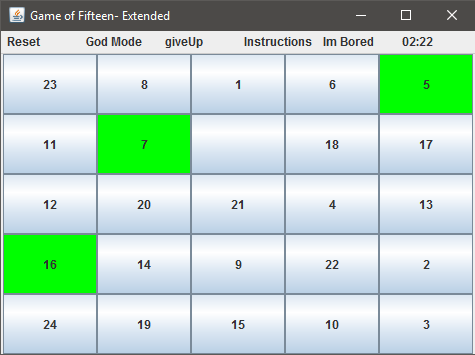 Game of Fifteen- Extended
Reset God Mode giveUp Instructions Im Bored 02:22
23 8 1 6 5
11 7 18 17
12 20 21 4 13
16 14 9 22 2
24 19 15 10 3